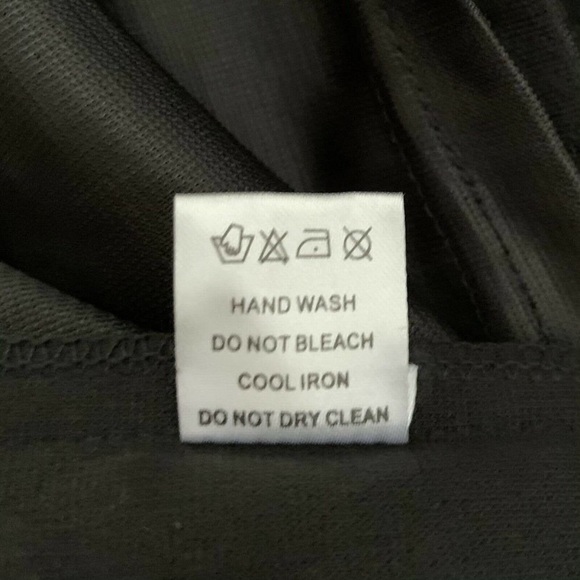 HAND WASH
DO NOT BLEACH
COOL IRON
DO NOT DRY CLEAN